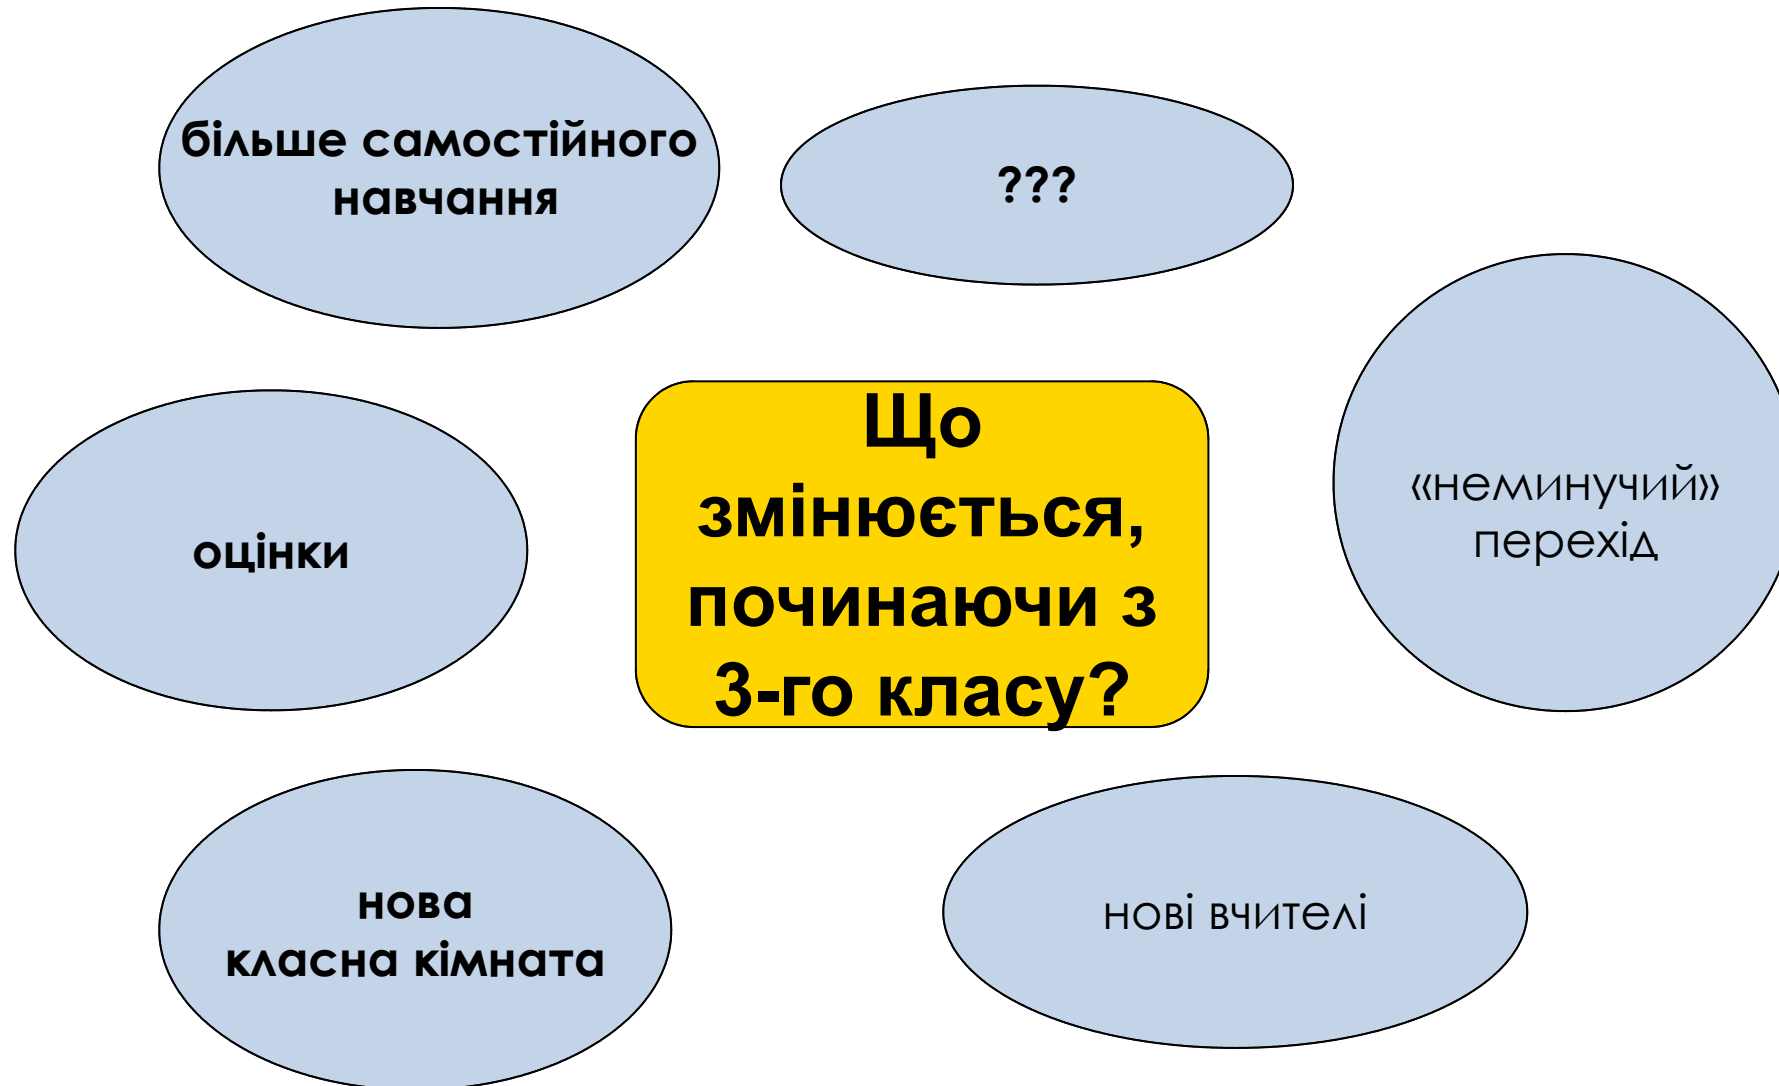 більше самостійного
навчання
???
«неминучий»
перехід
Що
змінюється,
починаючи з
3-го класу?
оцінки
нова
класна кімната
нові вчителі